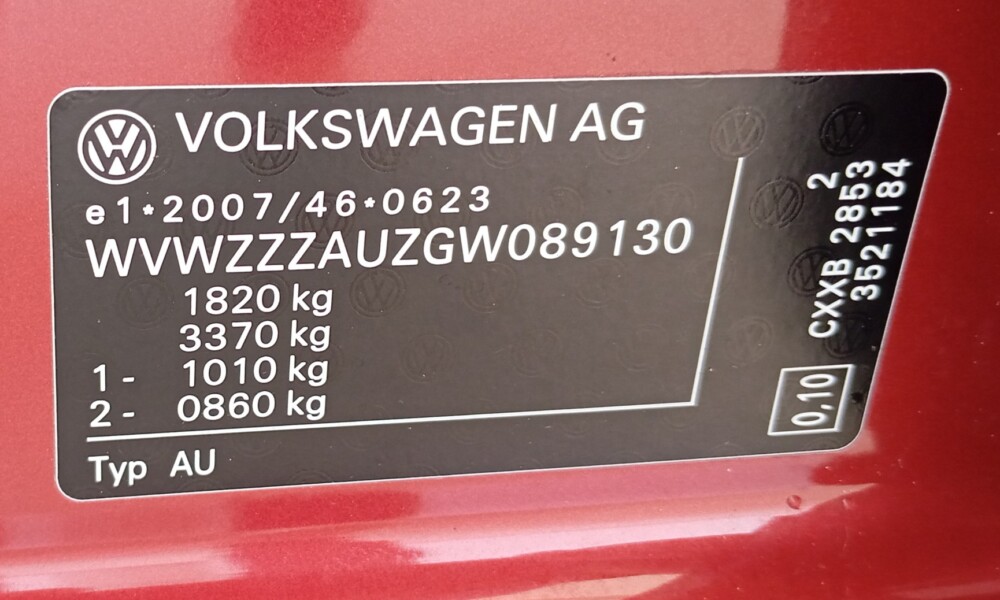 VOLKSWAGEN AG
e1*2007/46*0623
WVWZZZAUZGW089130
1820 kg
3370 kg
1- 1010 kg
2- 0860 kg
Typ AU
2
CXXB 2853
3521184
0,10